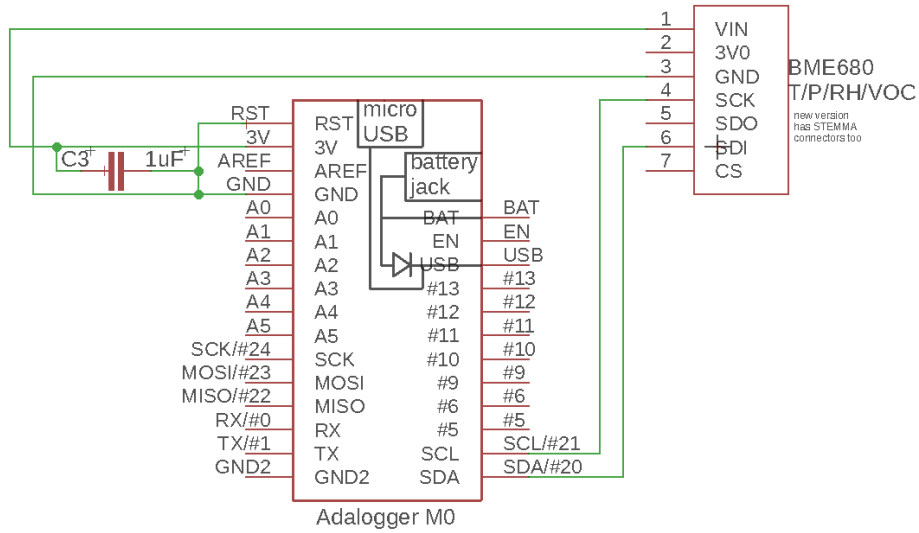 1 VIN
2 3V0
3 GND
4 SCK
5 SDO
6 SDI
7 CS
BME680
T/P/RH/VOC
new version
has STEMMA
connectors too
micro
USB
battery
jack
C3 1uF
RST RST
3V 3V
AREF AREF
GND GND
A0 A0
A1 A1
A2 A2
A3 A3
A4 A4
A5 A5
SCK/#24 SCK
MOSI/#23 MOSI
MISO/#22 MISO
RX/#0 RX
TX/#1 TX
GND2 GND2
BAT BAT
EN EN
USB USB
#13 #13
#12 #12
#11 #11
#10 #10
#9 #9
#6 #6
#5 #5
SCL SCL/#21
SDA SDA/#20
Adalogger M0